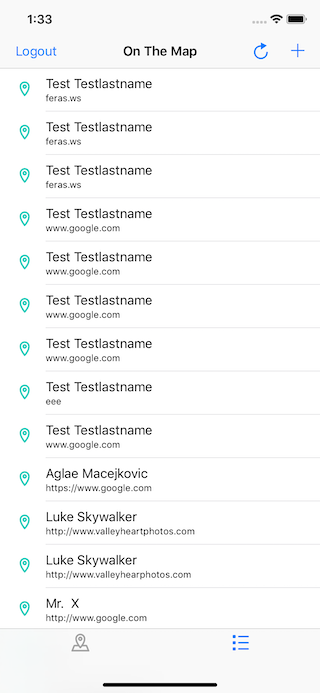 1:33
Logout
On The Map
Test Testlastname
feras.ws
Test Testlastname
feras.ws
Test Testlastname
feras.ws
Test Testlastname
www.google.com
Test Testlastname
www.google.com
Test Testlastname
www.google.com
Test Testlastname
www.google.com
Test Testlastname
eee
Test Testlastname
www.google.com
Aglae Macejkovic
https://www.google.com
Luke Skywalker
http://www.valleyheartphotos.com
Luke Skywalker
http://www.valleyhearphotos.com
Mr.  X
http://www.google.com